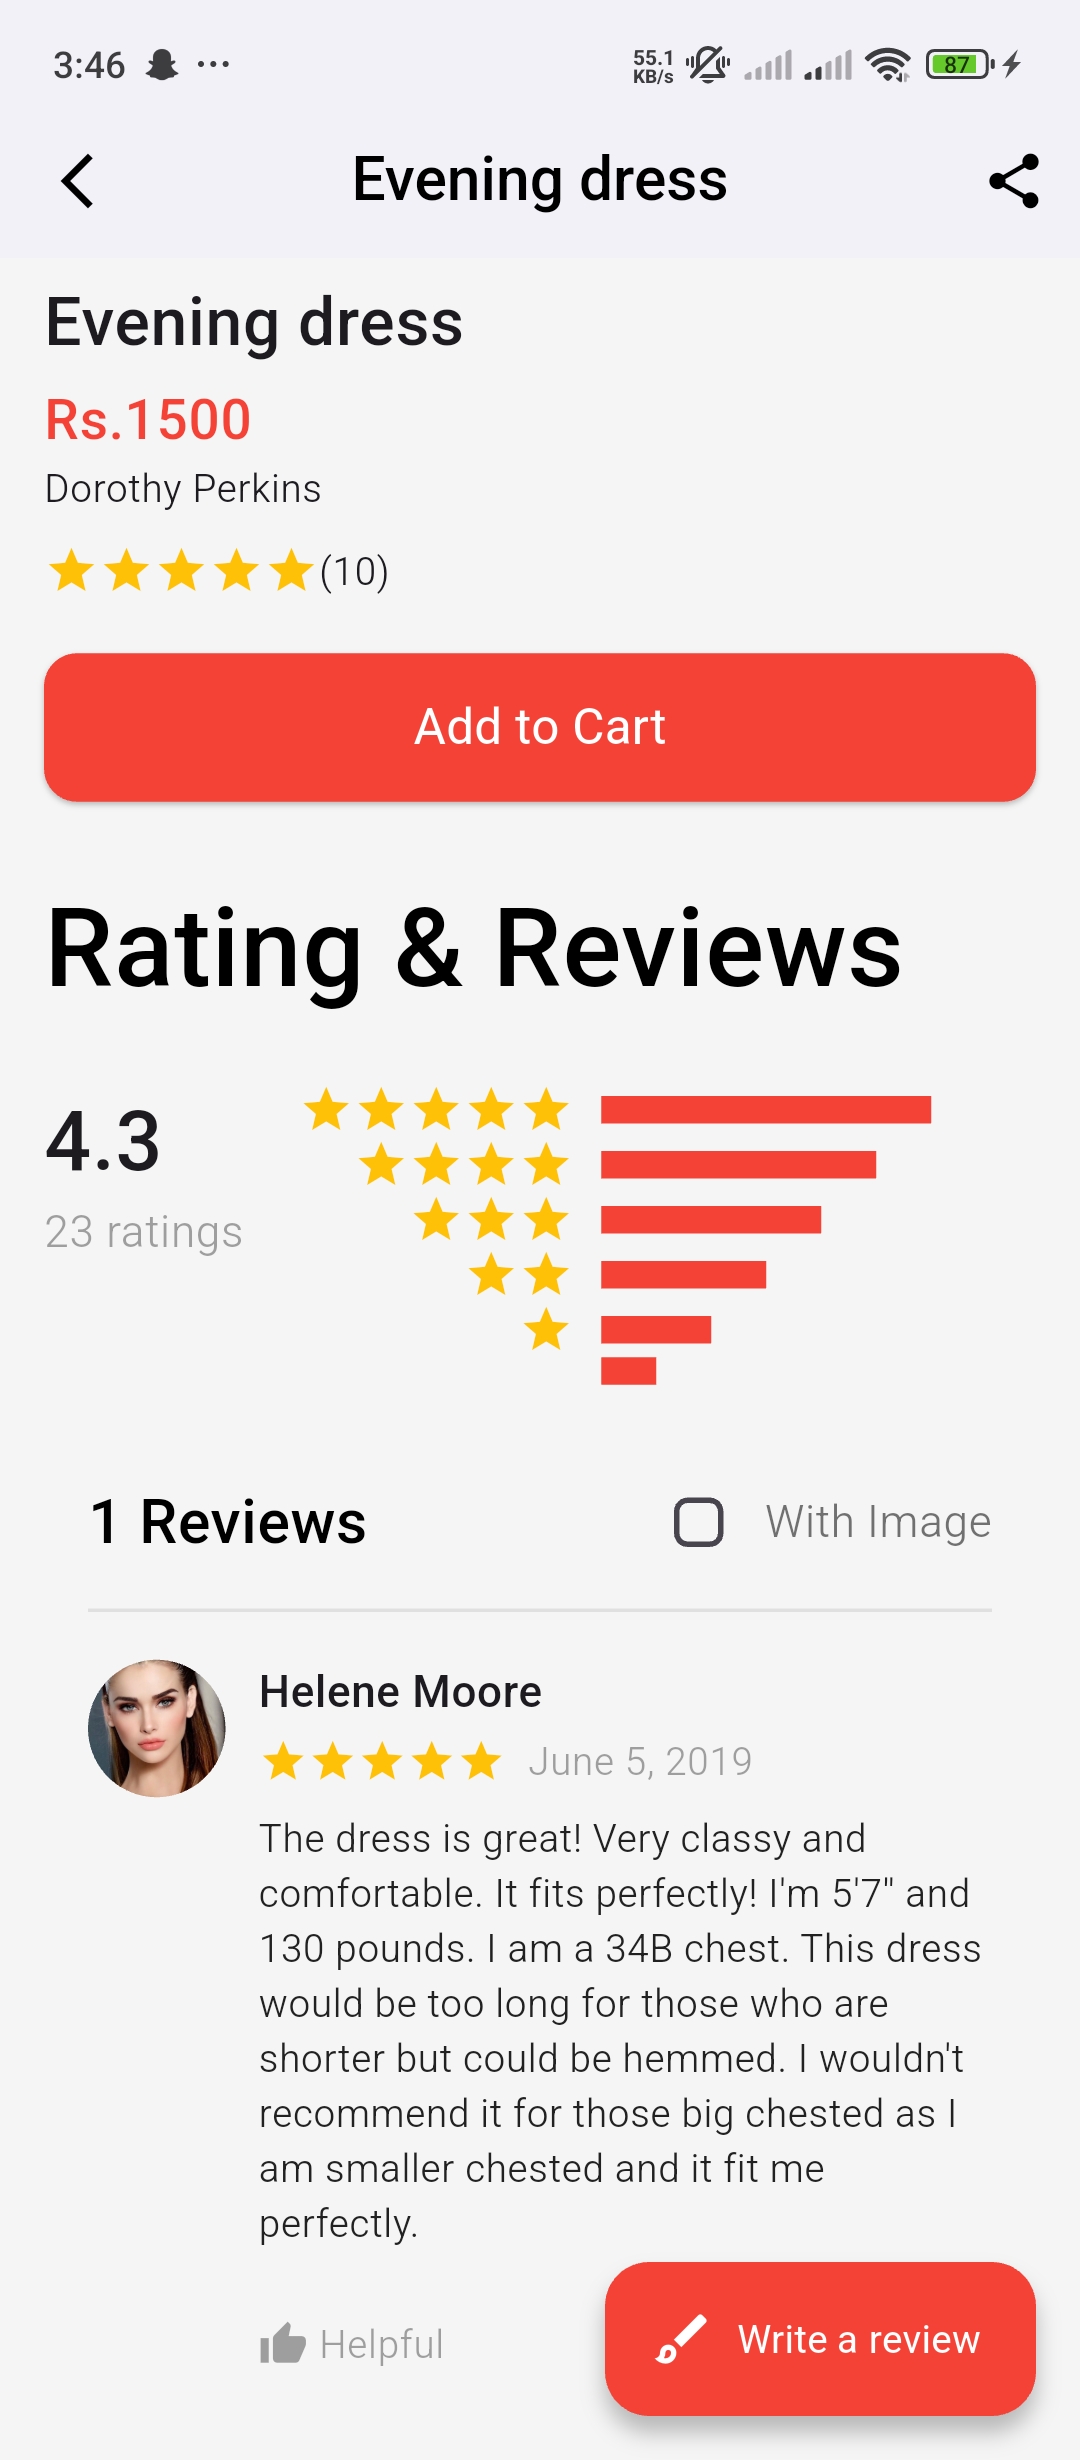 3:46 ... 55.1 KB/s 87
Evening dress
Evening dress
Rs.1500
Dorothy Perkins
(10)
Add to Cart
Rating & Reviews
4.3
23 ratings
1 Reviews With Image
Helene Moore
June 5, 2019
The dress is great! Very classy and
comfortable. It fits perfectly! I'm 5'7" and
130 pounds. I am a 34B chest. This dress
would be too long for those who are
shorter but could be hemmed. I wouldn't
recommend it for those big chested as I
am smaller chested and it fit me
perfectly.
Helpful
Write a review